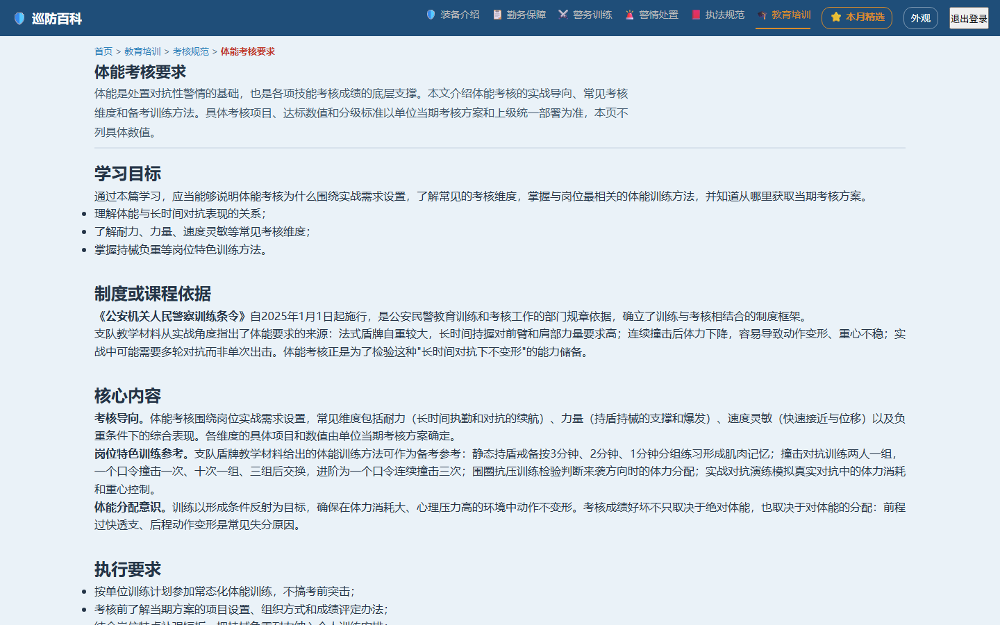 巡防百科
装备介绍 勤务保障 警务训练 警情处置 执法规范 教育培训 本月精选 外观 退出登录
首页 > 教育培训 > 考核规范 > 体能考核要求
体能考核要求
体能是处置对抗性警情的基础，也是各项技能考核成绩的底层支撑。本文介绍体能考核的实战导向、常见考核
维度和备考训练方法。具体考核项目、达标数值和分级标准以单位当期考核方案和上级统一部署为准，本页不
列具体数值。
学习目标
通过本篇学习，应当能够说明体能考核为什么围绕实战需求设置，了解常见的考核维度，掌握与岗位最相关的体能训练方法，并知道从哪里获取当期考核方案。
理解体能与长时间对抗表现的关系；
了解耐力、力量、速度灵敏等常见考核维度；
掌握持械负重等岗位特色训练方法。
制度或课程依据
《公安机关人民警察训练条令》自2025年1月1日起施行，是公安民警教育训练和考核工作的部门规章依据，确立了训练与考核相结合的制度框架。
支队教学材料从实战角度指出了体能要求的来源：法式盾牌自重较大，长时间持握对前臂和肩部力量要求高；连续撞击后体力下降，容易导致动作变形、重心不稳；实
战中可能需要多轮对抗而非单次出击。体能考核正是为了检验这种"长时间对抗下不变形"的能力储备。
核心内容
考核导向。体能考核围绕岗位实战需求设置，常见维度包括耐力（长时间执勤和对抗的续航）、力量（持盾持械的支撑和爆发）、速度灵敏（快速接近与位移）以及负
重条件下的综合表现。各维度的具体项目和数值由单位当期考核方案确定。
岗位特色训练参考。支队盾牌教学材料给出的体能训练方法可作为备考参考：静态持盾戒备按3分钟、2分钟、1分钟分组练习形成肌肉记忆；撞击对抗训练两人一组，
一个口令撞击一次、十次一组、三组后交换，进阶为一个口令连续撞击三次；围圈抗压训练检验判断来袭方向时的体力分配；实战对抗演练模拟真实对抗中的体力消耗
和重心控制。
体能分配意识。训练以形成条件反射为目标，确保在体力消耗大、心理压力高的环境中动作不变形。考核成绩好坏不只取决于绝对体能，也取决于对体能的分配：前程
过快透支、后程动作变形是常见失分原因。
执行要求
按单位训练计划参加常态化体能训练，不搞考前突击；
考核前了解当期方案的项目设置、组织方式和成绩评定办法；